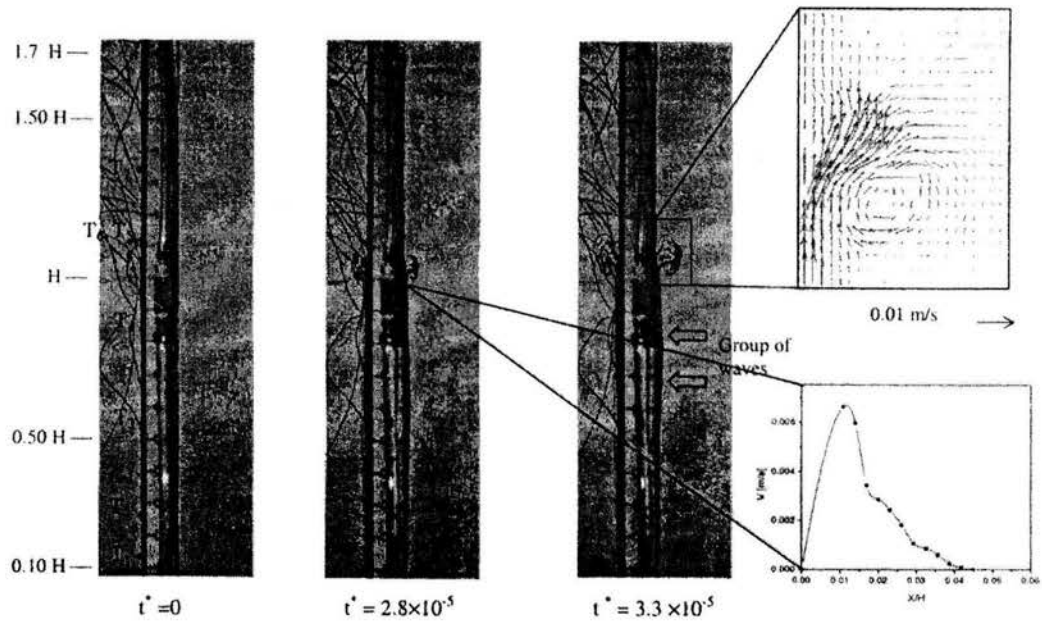 1.7 H
1.50 H
H
0.50 H
0.10 H
t* =0
t* = 2.8×10⁻⁵
t* = 3.3 ×10⁻⁵
Group of
waves
0.01 m/s
V [m/s]
0.006
0.004
0.002
0.000
0.00 0.01 0.02 0.03 0.04 0.05 0.06
X/H